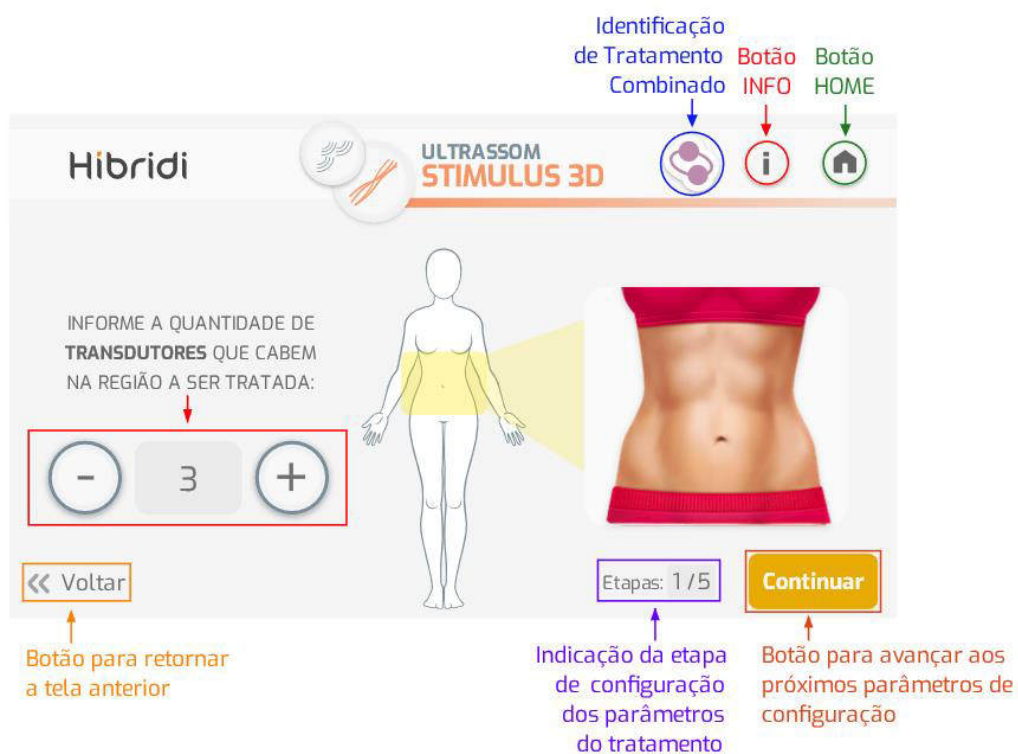 Identificação
de Tratamento
Combinado
Botão
INFO
Botão
HOME
Hibridi
ULTRASSOM
STIMULUS 3D
i
INFORME A QUANTIDADE DE
TRANSDUTORES QUE CABEM
NA REGIÃO A SER TRATADA:
- 3 +
Voltar
Etapas: 1/5
Continuar
Botão para retornar
a tela anterior
Indicação da etapa
de configuração
dos parâmetros
do tratamento
Botão para avançar aos
próximos parâmetros de
configuração